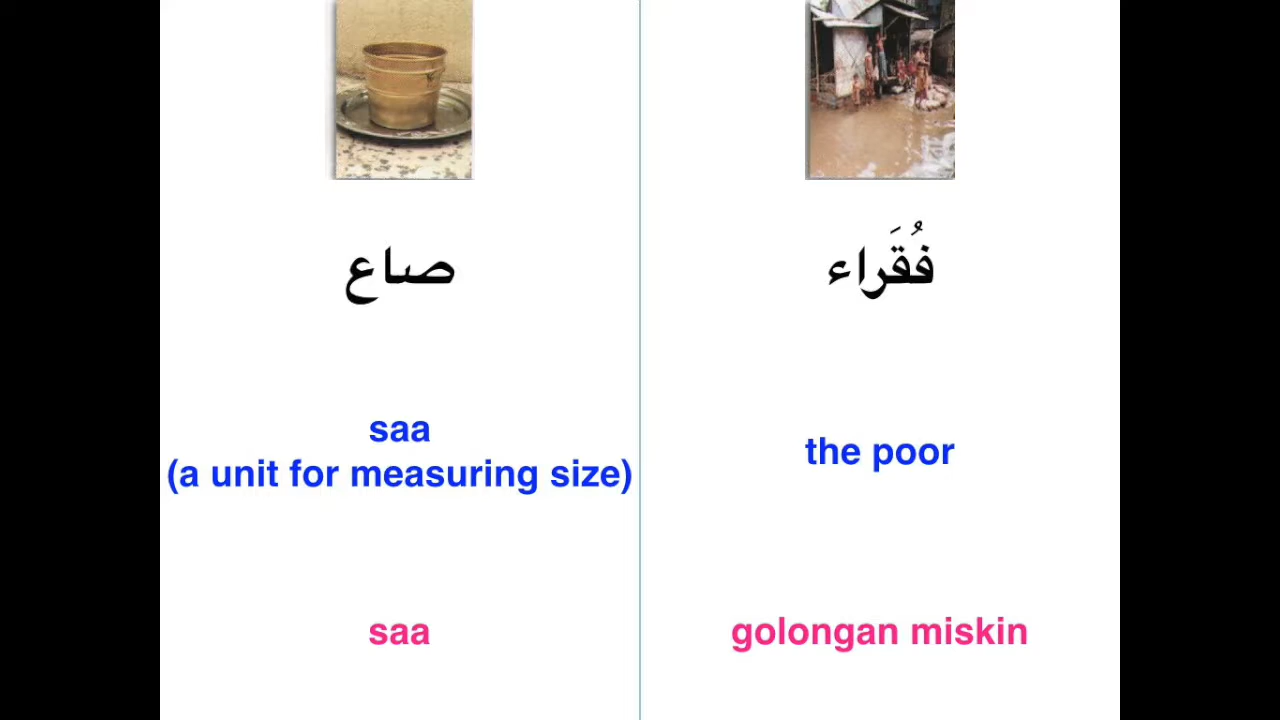 صاع
saa
(a unit for measuring size)
saa
فُقَراء
the poor
golongan miskin